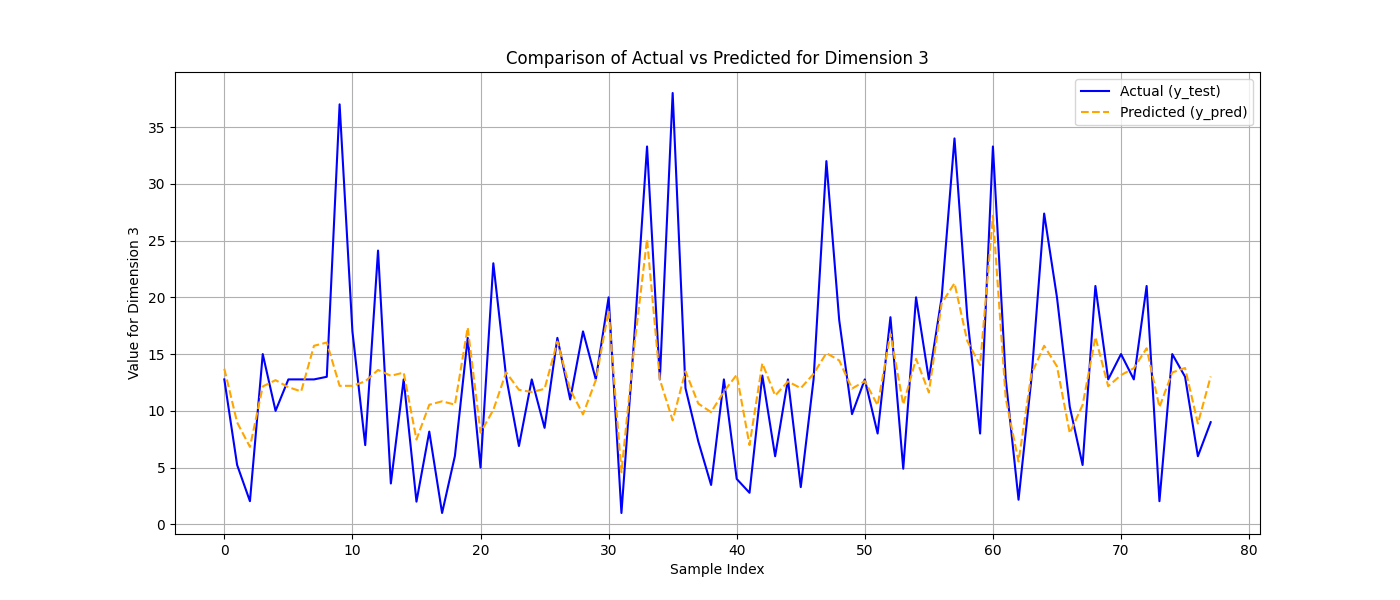 Comparison of Actual vs Predicted for Dimension 3
Actual (y_test)
Predicted (y_pred)
Value for Dimension 3
35
30
25
20
15
10
5
0
0 10 20 30 40 50 60 70 80
Sample Index